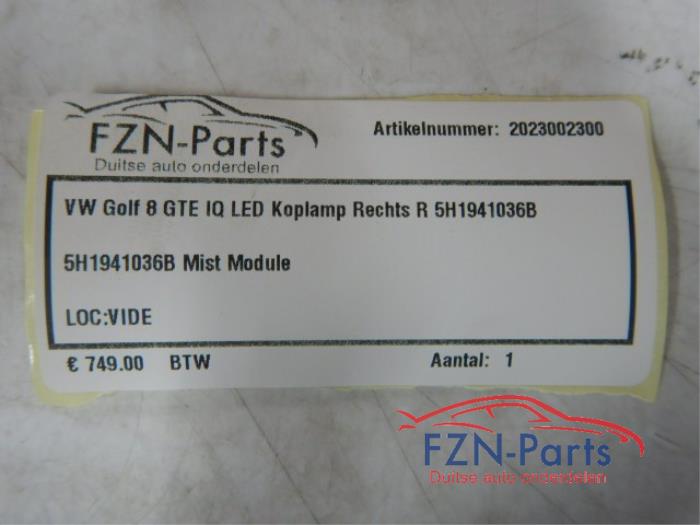 FZN-Parts
Duitse auto onderdelen
Artikelnummer: 2023002300
VW Golf 8 GTE IQ LED Koplamp Rechts R 5H1941036B
5H1941036B Mist Module
LOC:VIDE
€ 749.00 BTW
Aantal: 1
FZN-Parts
Duitse auto onderdelen